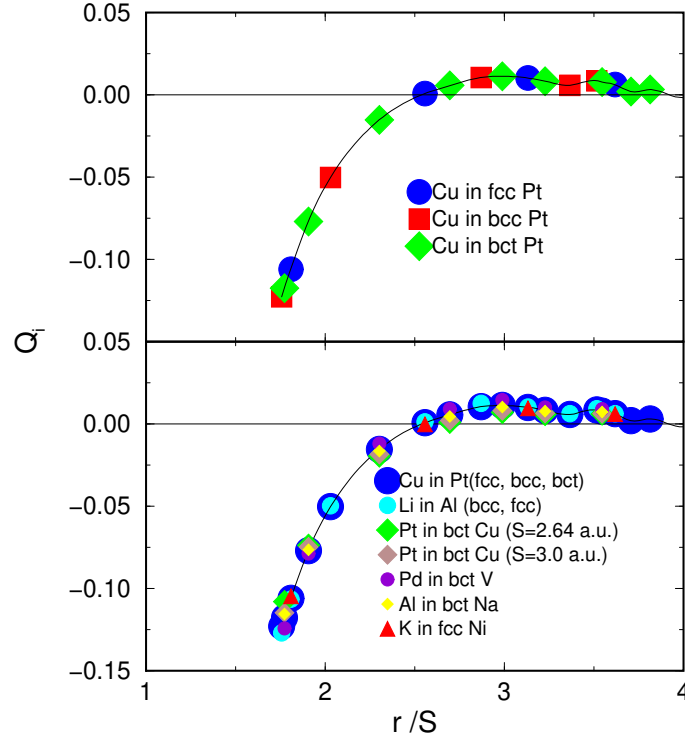 0.05
0.00
−0.05
−0.10
Cu in fcc Pt
Cu in bcc Pt
Cu in bct Pt
Q_i
0.05
0.00
−0.05
−0.10
−0.15
Cu in Pt(fcc, bcc, bct)
Li in Al (bcc, fcc)
Pt in bct Cu (S=2.64 a.u.)
Pt in bct Cu (S=3.0 a.u.)
Pd in bct V
Al in bct Na
K in fcc Ni
1 2 3 4
r /S